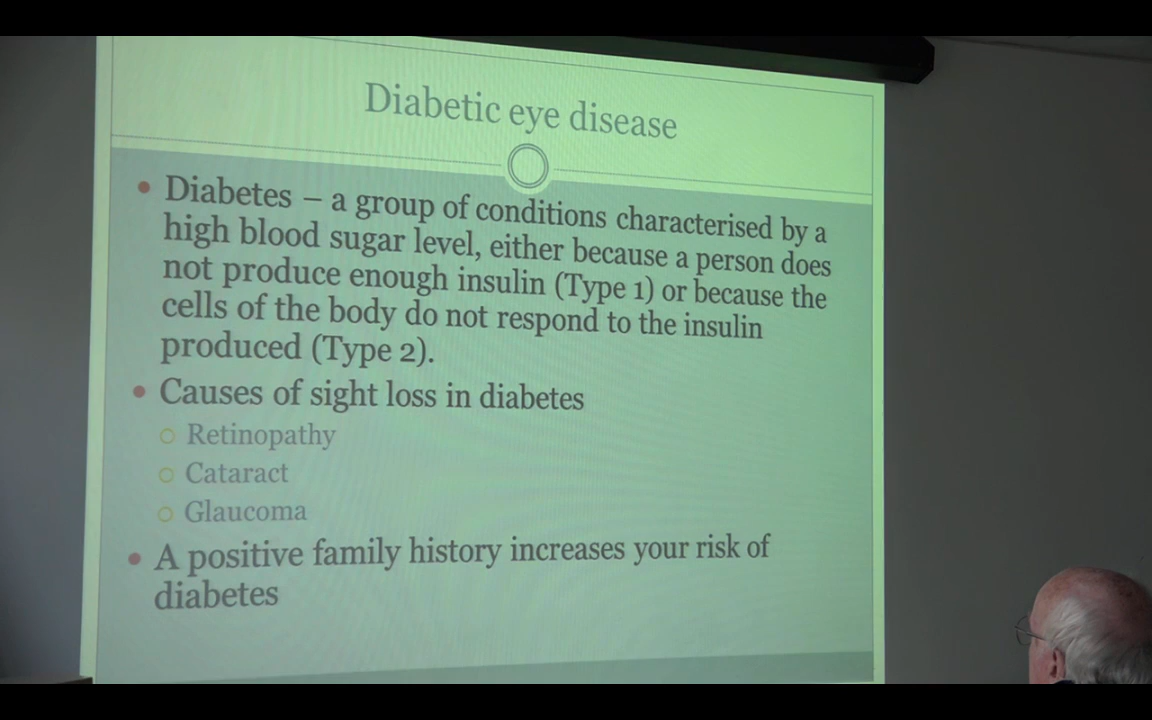 Diabetic eye disease
• Diabetes – a group of conditions characterised by a
high blood sugar level, either because a person does
not produce enough insulin (Type 1) or because the
cells of the body do not respond to the insulin
produced (Type 2).
• Causes of sight loss in diabetes
○ Retinopathy
○ Cataract
○ Glaucoma
• A positive family history increases your risk of
diabetes